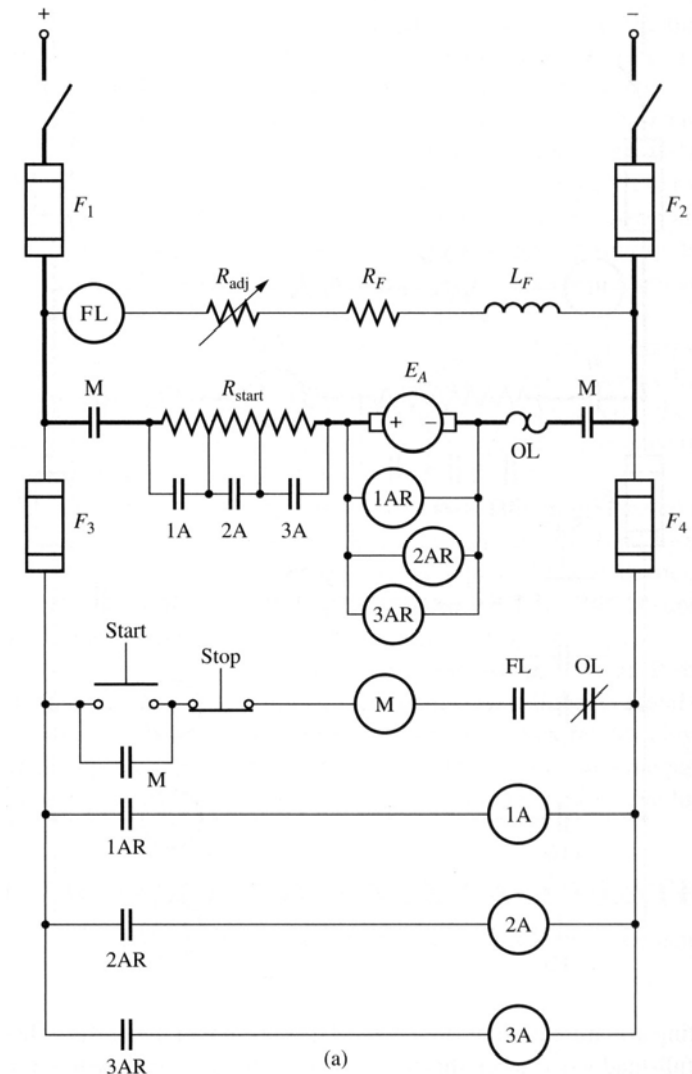 + −
F1 F2
FL Radj RF LF
M Rstart EA M
+ −
OL
1A 2A 3A
1AR
2AR
3AR
F3 F4
Start
Stop
M FL OL
M
1AR 1A
2AR 2A
3AR 3A
(a)